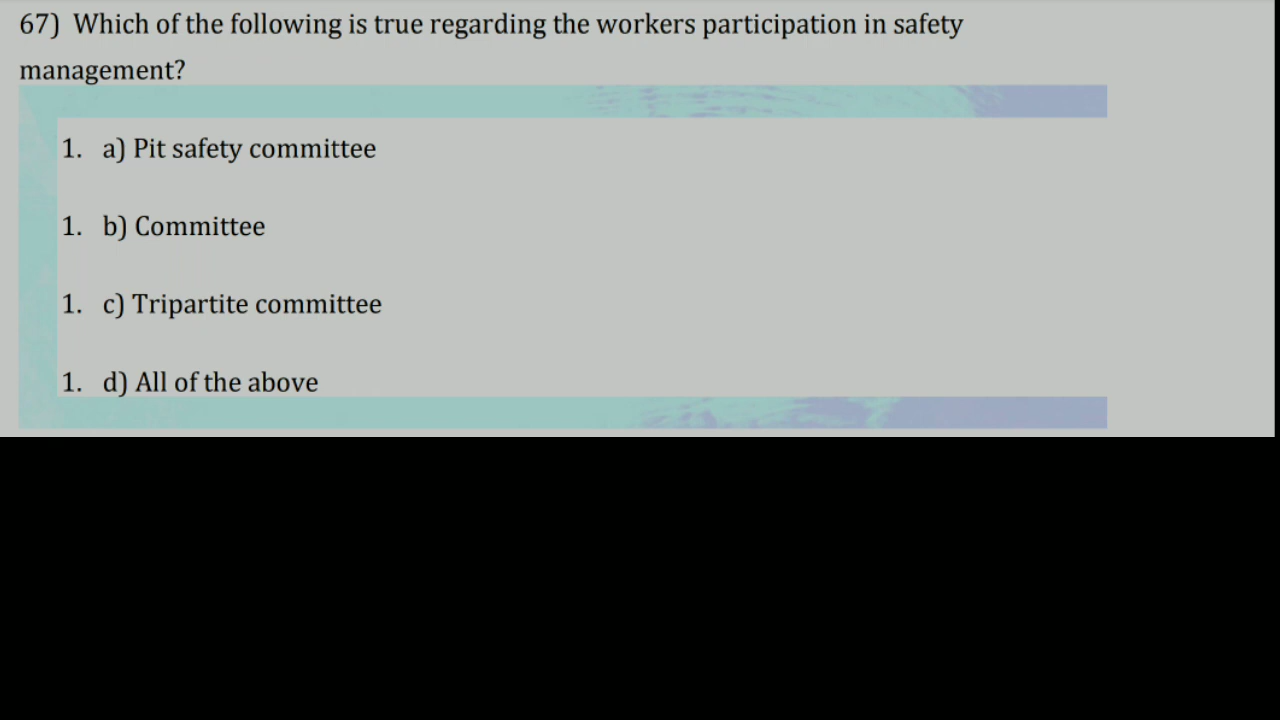 67) Which of the following is true regarding the workers participation in safety
management?
1. a) Pit safety committee
1. b) Committee
1. c) Tripartite committee
1. d) All of the above